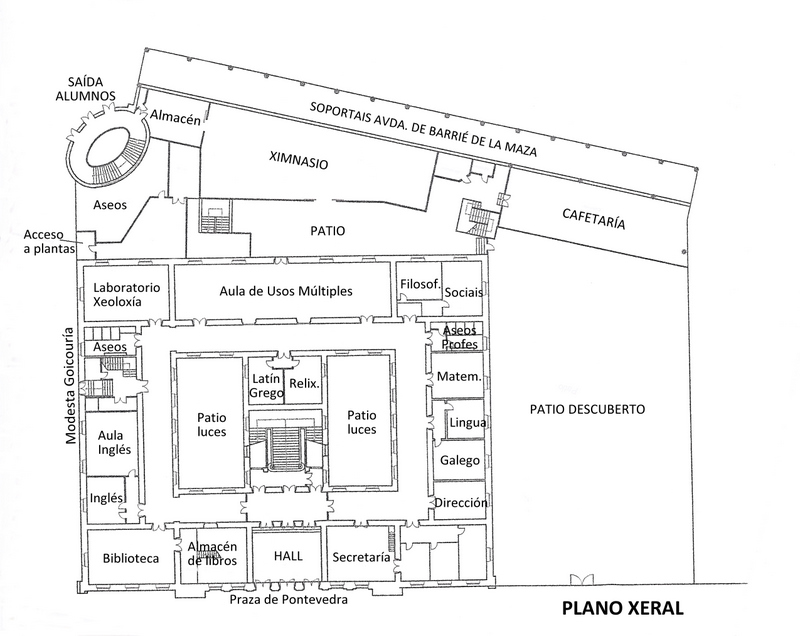 SAÍDA
ALUMNOS
Almacén
SOPORTAIS AVDA. DE BARRIÉ DE LA MAZA
XIMNASIO
Aseos
CAFETARÍA
PATIO
Acceso
a plantas
Laboratorio
Xeoloxía
Aula de Usos Múltiples
Filosof.
Sociais
Modesta Goicouría
Aseos
Aseos
Profes
Latín
Grego
Relix.
Matem.
Patio
luces
Patio
luces
PATIO DESCUBERTO
Lingua
Aula
Inglés
Galego
Inglés
Dirección
Biblioteca
Almacén
de libros
HALL
Secretaría
Praza de Pontevedra
PLANO XERAL